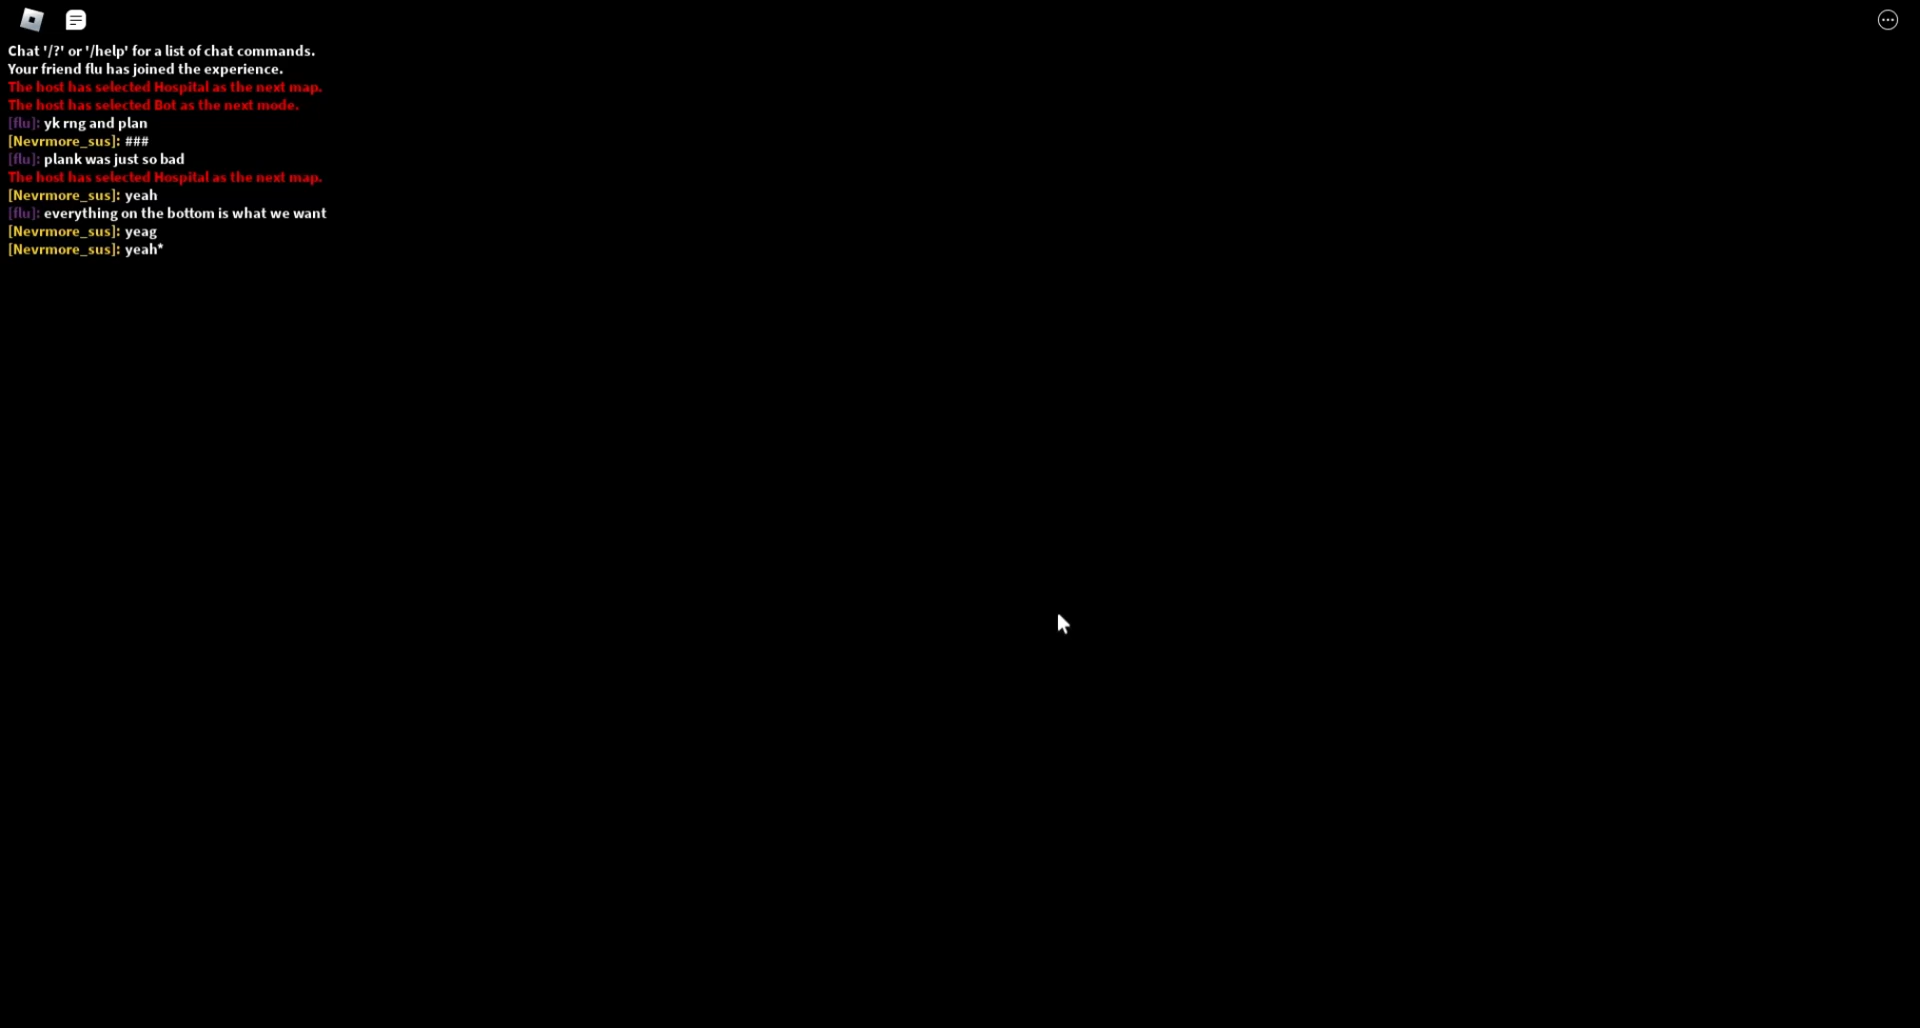 Chat '/?' or '/help' for a list of chat commands.
Your friend flu has joined the experience.
The host has selected Hospital as the next map.
The host has selected Bot as the next mode.
[flu]: yk rng and plan
[Nevrmore_sus]: ###
[flu]: plank was just so bad
The host has selected Hospital as the next map.
[Nevrmore_sus]: yeah
[flu]: everything on the bottom is what we want
[Nevrmore_sus]: yeag
[Nevrmore_sus]: yeah*